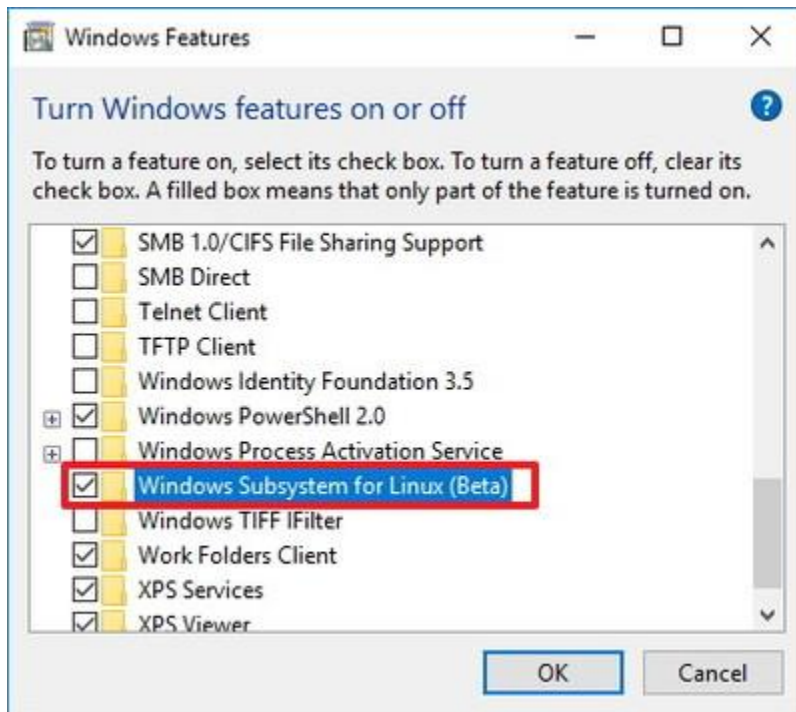 Windows Features
Turn Windows features on or off
?
To turn a feature on, select its check box. To turn a feature off, clear its
check box. A filled box means that only part of the feature is turned on.
SMB 1.0/CIFS File Sharing Support
SMB Direct
Telnet Client
TFTP Client
Windows Identity Foundation 3.5
Windows PowerShell 2.0
Windows Process Activation Service
Windows Subsystem for Linux (Beta)
Windows TIFF IFilter
Work Folders Client
XPS Services
XPS Viewer
OK Cancel